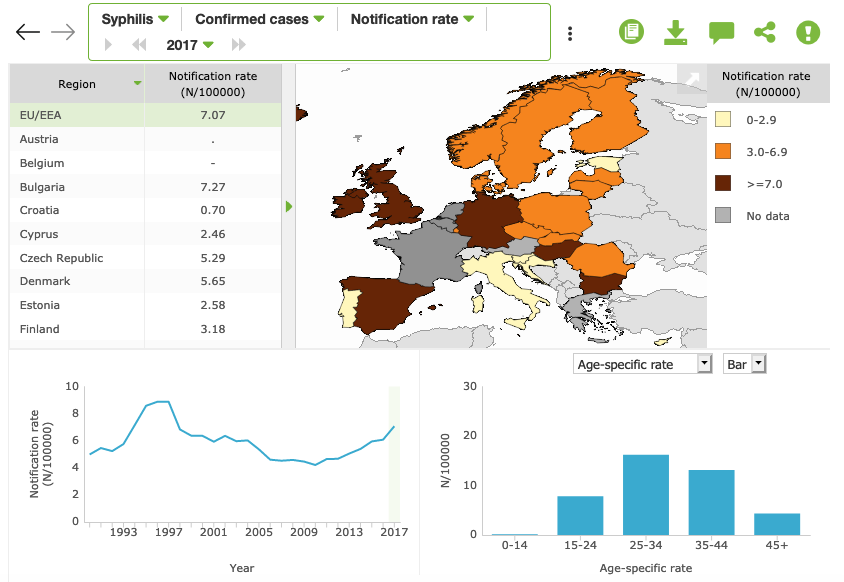 Syphilis Confirmed cases Notification rate
2017
Region Notification rate (N/100000)
EU/EEA 7.07
Austria .
Belgium -
Bulgaria 7.27
Croatia 0.70
Cyprus 2.46
Czech Republic 5.29
Denmark 5.65
Estonia 2.58
Finland 3.18
Notification rate
(N/100000)
0-2.9
3.0-6.9
>=7.0
No data
Notification rate
(N/100000)
10
8
6
4
2
0
1993 1997 2001 2005 2009 2013 2017
Year
Age-specific rate Bar
N/100000
30
20
10
0
0-14 15-24 25-34 35-44 45+
Age-specific rate